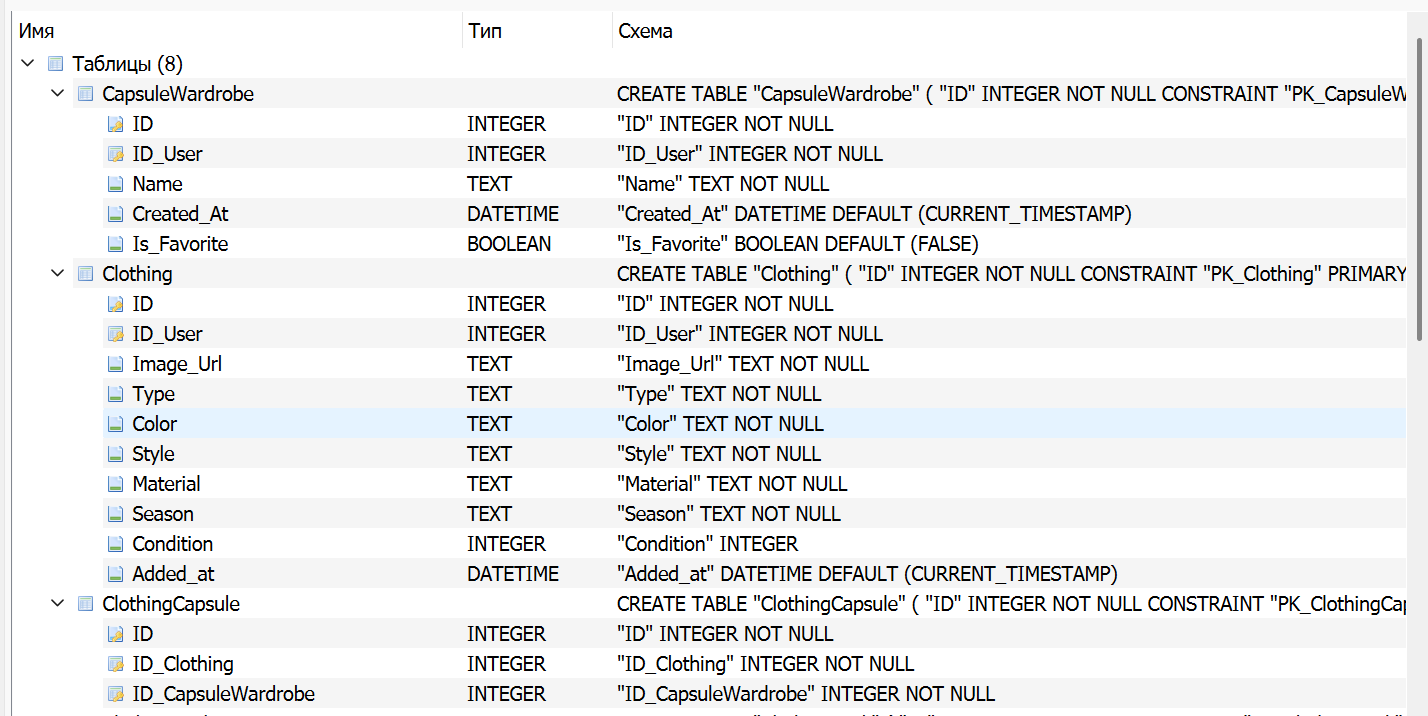 Имя Тип Схема
Таблицы (8)
CapsuleWardrobe CREATE TABLE "CapsuleWardrobe" ( "ID" INTEGER NOT NULL CONSTRAINT "PK_CapsuleW
ID INTEGER "ID" INTEGER NOT NULL
ID_User INTEGER "ID_User" INTEGER NOT NULL
Name TEXT "Name" TEXT NOT NULL
Created_At DATETIME "Created_At" DATETIME DEFAULT (CURRENT_TIMESTAMP)
Is_Favorite BOOLEAN "Is_Favorite" BOOLEAN DEFAULT (FALSE)
Clothing CREATE TABLE "Clothing" ( "ID" INTEGER NOT NULL CONSTRAINT "PK_Clothing" PRIMARY
ID INTEGER "ID" INTEGER NOT NULL
ID_User INTEGER "ID_User" INTEGER NOT NULL
Image_Url TEXT "Image_Url" TEXT NOT NULL
Type TEXT "Type" TEXT NOT NULL
Color TEXT "Color" TEXT NOT NULL
Style TEXT "Style" TEXT NOT NULL
Material TEXT "Material" TEXT NOT NULL
Season TEXT "Season" TEXT NOT NULL
Condition INTEGER "Condition" INTEGER
Added_at DATETIME "Added_at" DATETIME DEFAULT (CURRENT_TIMESTAMP)
ClothingCapsule CREATE TABLE "ClothingCapsule" ( "ID" INTEGER NOT NULL CONSTRAINT "PK_ClothingCap
ID INTEGER "ID" INTEGER NOT NULL
ID_Clothing INTEGER "ID_Clothing" INTEGER NOT NULL
ID_CapsuleWardrobe INTEGER "ID_CapsuleWardrobe" INTEGER NOT NULL